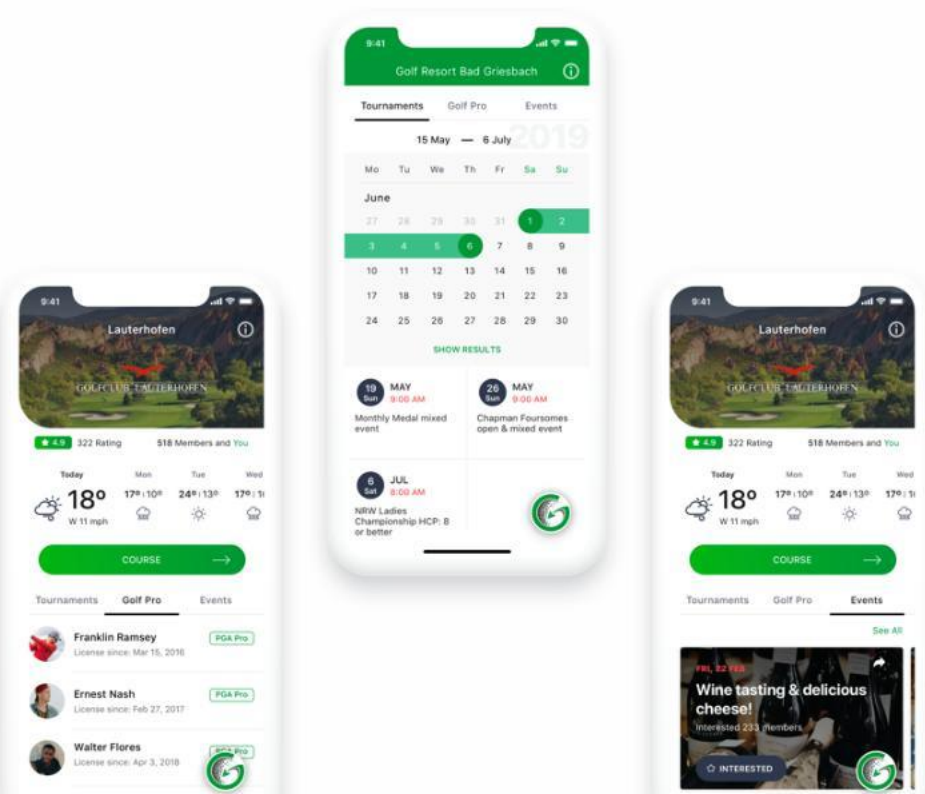 9:41
Golf Resort Bad Griesbach
Tournaments Golf Pro Events
2019
15 May — 6 July
Mo Tu We Th Fr Sa Su
June
27 28 29 30 31 1 2
3 4 5 6 7 8 9
10 11 12 13 14 15 16
17 18 19 20 21 22 23
24 25 26 27 28 29 30
SHOW RESULTS
19 Sun MAY 9:00 AM
Monthly Medal mixed
event
26 Sun MAY 9:00 AM
Chapman Foursomes
open & mixed event
6 Sat JUL 8:00 AM
NRW Ladies
Championship HCP: 8
or better
9:41
Lauterhofen
GOLFCLUB LAUTERHOFEN
4.9 322 Rating 518 Members and You
Today Mon Tue Wed
18° 17° 10° 24° 13° 17°
W 11 mph
COURSE
Tournaments Golf Pro Events
Franklin Ramsey PGA Pro
License since: Mar 15, 2016
Ernest Nash PGA Pro
License since: Feb 27, 2017
Walter Flores PGA Pro
License since: Apr 3, 2018
9:41
Lauterhofen
GOLFCLUB LAUTERHOFEN
4.9 322 Rating 518 Members and You
Today Mon Tue Wed
18° 17° 10° 24° 13° 17°
W 11 mph
COURSE
Tournaments Golf Pro Events
See All
FRI, 22 FEB
Wine tasting & delicious
cheese!
Interested 233 members
INTERESTED